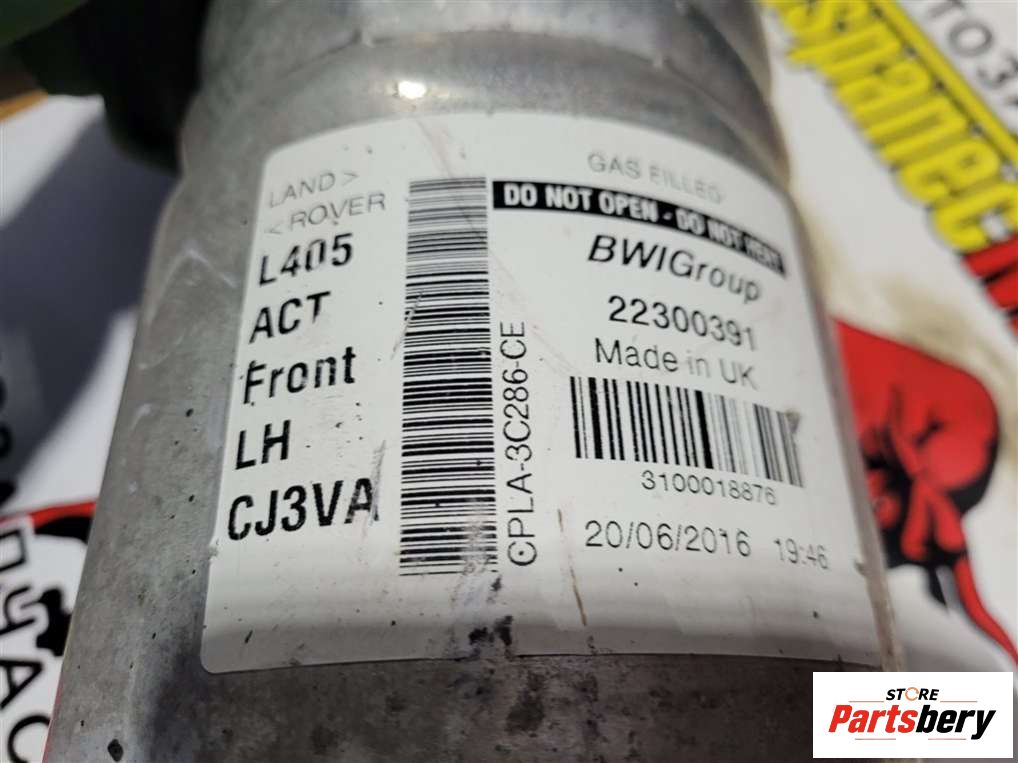 LAND >
< ROVER
L405
ACT
Front
LH
CJ3VA
CPLA-3C286-CE
GAS FILLED
DO NOT OPEN - DO NOT HEAT
BWIGroup
22300391
Made in UK
3100018876
20/06/2016 19:46
STORE
Partsbery